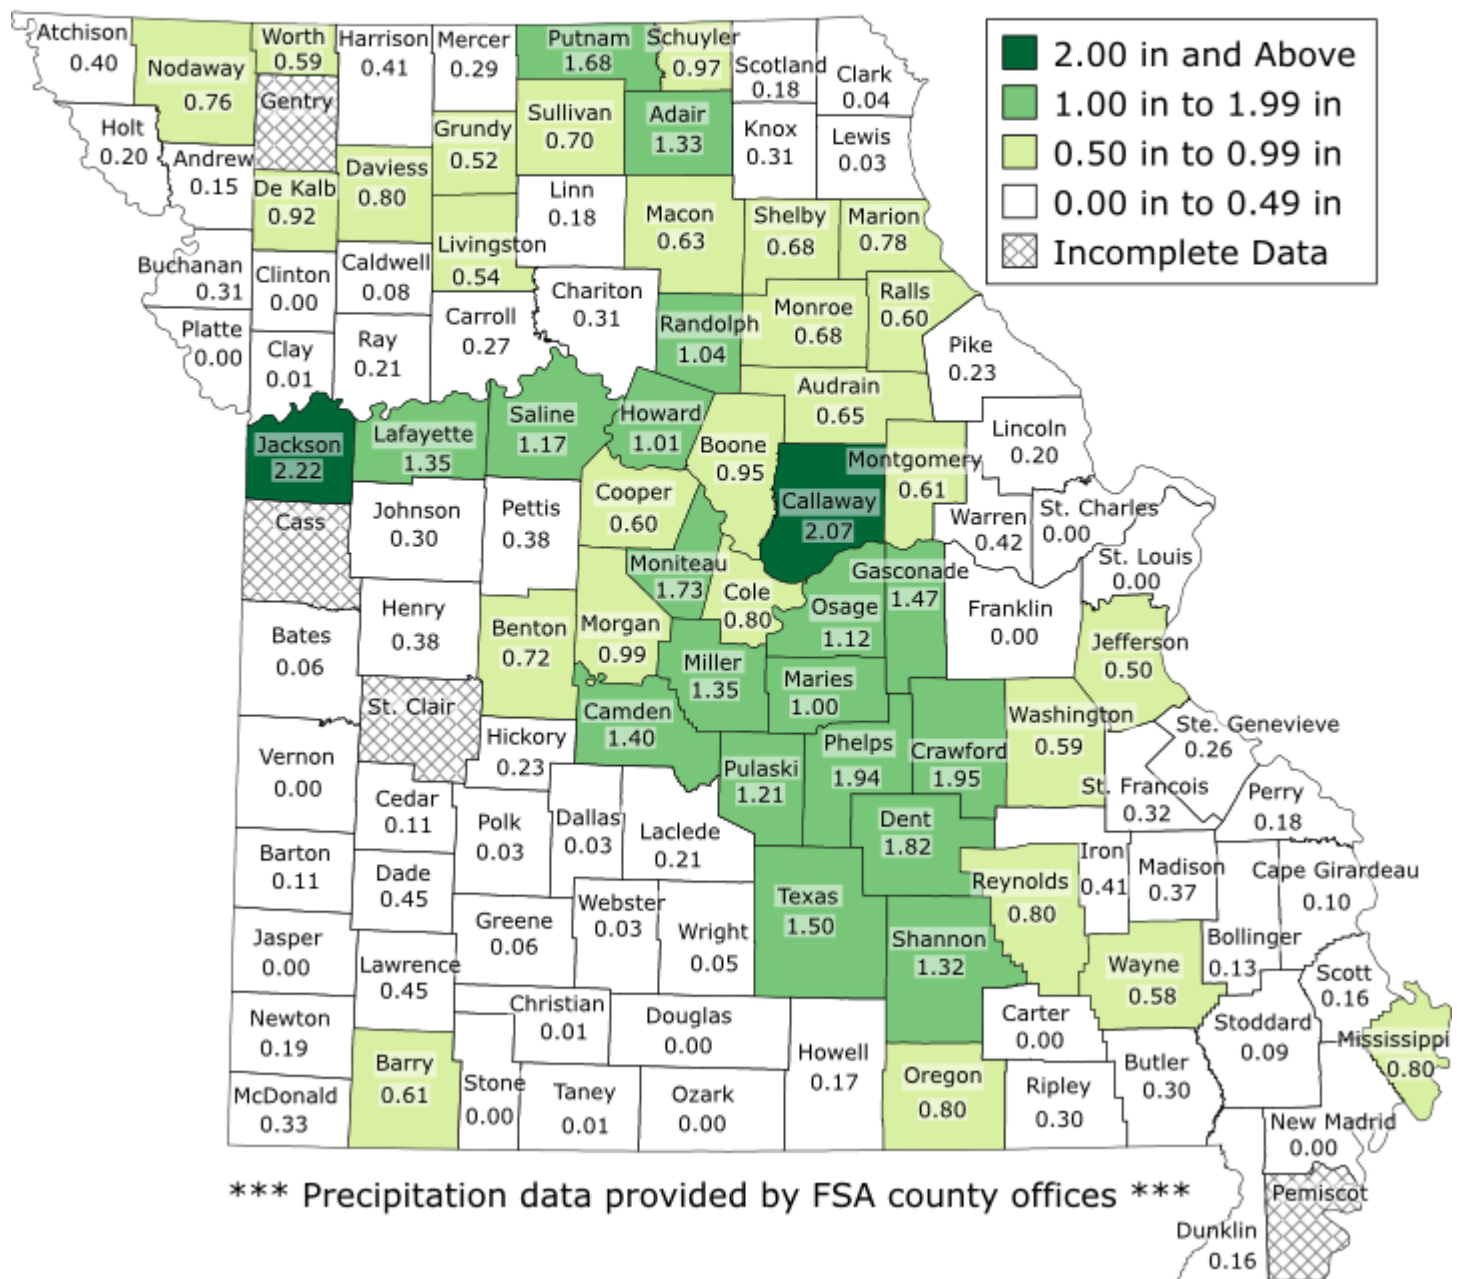 Atchison
0.40
Nodaway
0.76
Worth
0.59
Gentry
Harrison
0.41
Mercer
0.29
Putnam
1.68
Schuyler
0.97
Scotland
0.18
Clark
0.04
2.00 in and Above
1.00 in to 1.99 in
0.50 in to 0.99 in
0.00 in to 0.49 in
Incomplete Data
Holt
0.20
Andrew
0.15
De Kalb
0.92
Daviess
0.80
Grundy
0.52
Sullivan
0.70
Adair
1.33
Knox
0.31
Lewis
0.03
Linn
0.18
Macon
0.63
Shelby
0.68
Marion
0.78
Buchanan
0.31
Clinton
0.00
Caldwell
0.08
Livingston
0.54
Chariton
0.31
Randolph
1.04
Monroe
0.68
Ralls
0.60
Platte
0.00
Clay
0.01
Ray
0.21
Carroll
0.27
Pike
0.23
Audrain
0.65
Jackson
2.22
Lafayette
1.35
Saline
1.17
Howard
1.01
Boone
0.95
Callaway
2.07
Montgomery
0.61
Lincoln
0.20
Warren
0.42
St. Charles
0.00
St. Louis
0.00
Cass
Johnson
0.30
Pettis
0.38
Cooper
0.60
Moniteau
1.73
Cole
0.80
Osage
1.12
Gasconade
1.47
Franklin
0.00
Jefferson
0.50
Bates
0.06
Henry
0.38
Benton
0.72
Morgan
0.99
Miller
1.35
Maries
1.00
St. Clair
Camden
1.40
Hickory
0.23
Pulaski
1.21
Phelps
1.94
Crawford
1.95
Washington
0.59
Ste. Genevieve
0.26
St. Francois
0.32
Perry
0.18
Vernon
0.00
Cedar
0.11
Polk
0.03
Dallas
0.03
Laclede
0.21
Dent
1.82
Iron
0.41
Madison
0.37
Cape Girardeau
0.10
Barton
0.11
Dade
0.45
Greene
0.06
Webster
0.03
Wright
0.05
Texas
1.50
Shannon
1.32
Reynolds
0.80
Wayne
0.58
Bollinger
0.13
Scott
0.16
Jasper
0.00
Lawrence
0.45
Christian
0.01
Douglas
0.00
Howell
0.17
Carter
0.00
Butler
0.30
Stoddard
0.09
Mississippi
0.80
Newton
0.19
Barry
0.61
Stone
0.00
Taney
0.01
Ozark
0.00
Oregon
0.80
Ripley
0.30
McDonald
0.33
New Madrid
0.00
Pemiscot
Dunklin
0.16
*** Precipitation data provided by FSA county offices ***